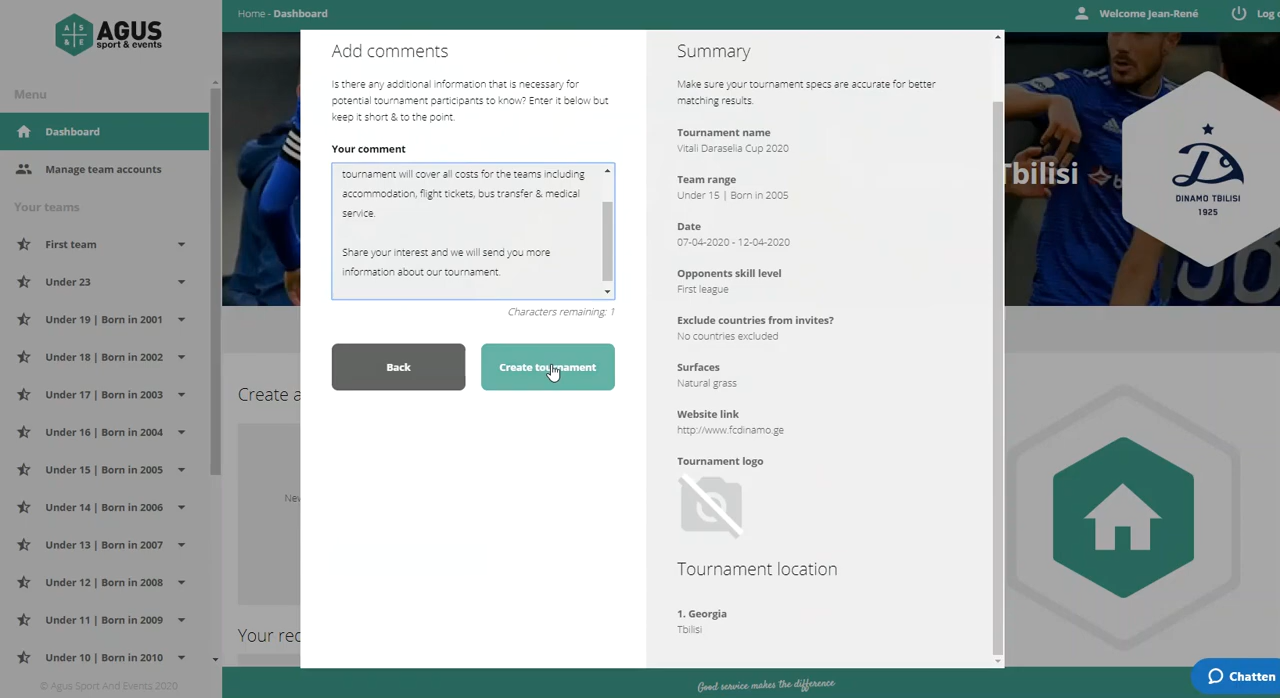 AGUS
sport & events
A S
& E
Home - Dashboard
Welcome Jean-René
Log
Menu
Dashboard
Manage team accounts
Your teams
First team
Under 23
Under 19 | Born in 2001
Under 18 | Born in 2002
Under 17 | Born in 2003
Under 16 | Born in 2004
Under 15 | Born in 2005
Under 14 | Born in 2006
Under 13 | Born in 2007
Under 12 | Born in 2008
Under 11 | Born in 2009
Under 10 | Born in 2010
© Agus Sport And Events 2020
Create a
Your
Add comments
Is there any additional information that is necessary for
potential tournament participants to know? Enter it below but
keep it short & to the point.
Your comment
tournament will cover all costs for the teams including
accommodation, flight tickets, bus transfer & medical
service.
Share your interest and we will send you more
information about our tournament.
Characters remaining: 1
Back
Create tournament
Summary
Make sure your tournament specs are accurate for better
matching results.
Tournament name
Vitali Daraselia Cup 2020
Team range
Under 15 | Born in 2005
Date
07-04-2020 - 12-04-2020
Opponents skill level
First league
Exclude countries from invites?
No countries excluded
Surfaces
Natural grass
Website link
http://www.fcdinamo.ge
Tournament logo
Tournament location
1. Georgia
Tbilisi
Tbilisi
DINAMO TBILISI
1925
Good service makes the difference
Chatten